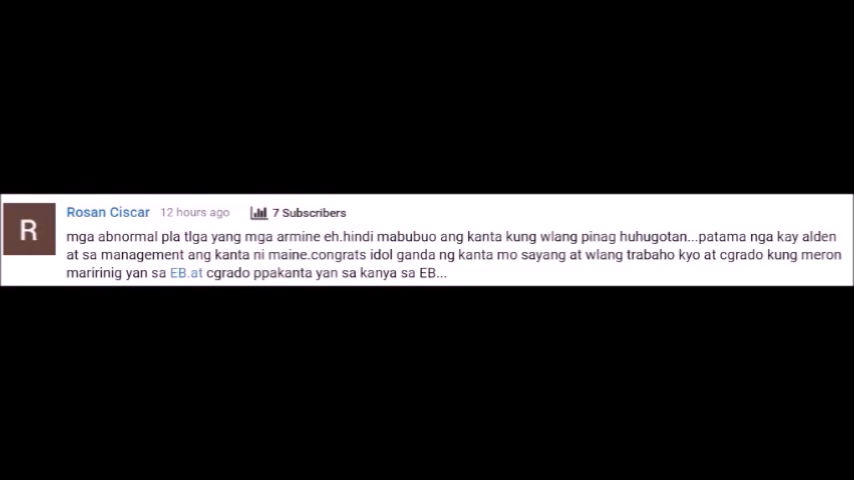 R
Rosan Ciscar 12 hours ago 7 Subscribers
mga abnormal pla tlga yang mga armine eh.hindi mabubuo ang kanta kung wlang pinag huhugotan...patama nga kay alden
at sa management ang kanta ni maine.congrats idol ganda ng kanta mo sayang at wlang trabaho kyo at cgrado kung meron
maririnig yan sa EB.at cgrado ppakanta yan sa kanya sa EB...